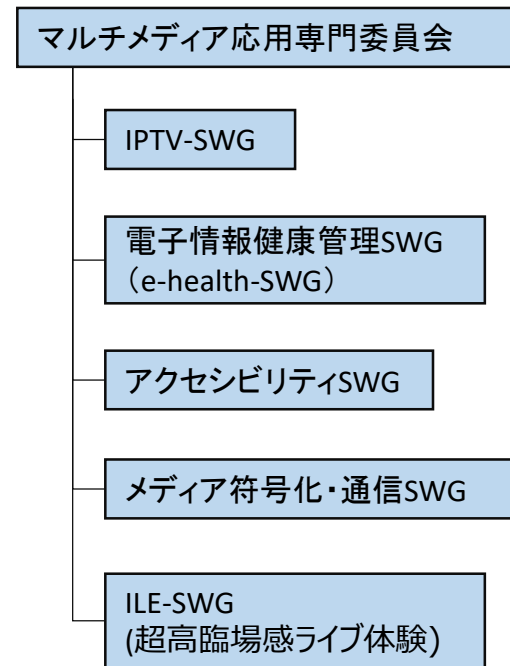 マルチメディア応用専門委員会
IPTV-SWG
電子情報健康管理SWG
（e-health-SWG）
アクセシビリティSWG
メディア符号化・通信SWG
ILE-SWG
(超高臨場感ライブ体験)